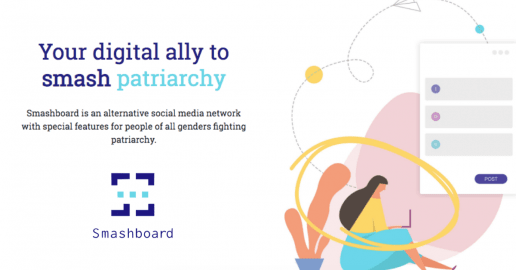 Your digital ally to
smash patriarchy
Smashboard is an alternative social media network
with special features for people of all genders fighting
patriarchy.
Smashboard
POST